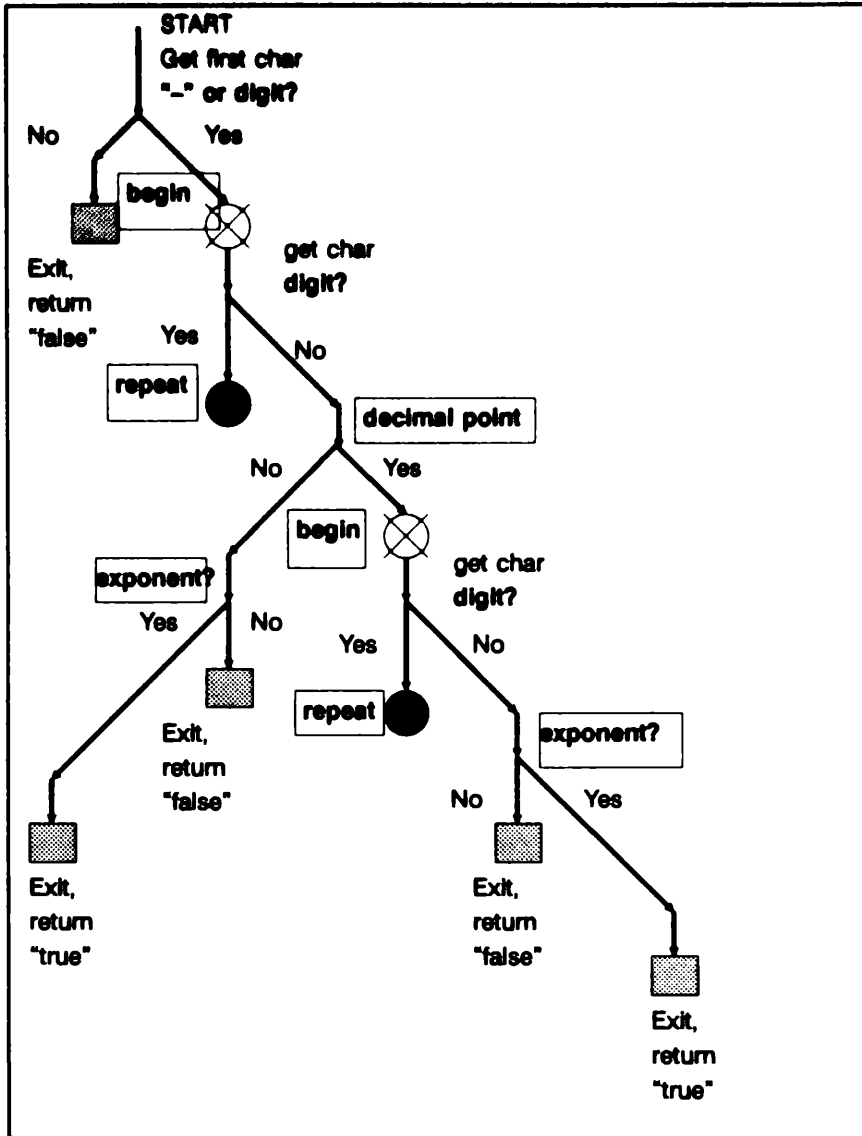 START
Get first char
"–" or digit?
No
Yes
begin
Exit,
return
"false"
get char
digit?
Yes
No
repeat
decimal point
No
Yes
begin
exponent?
get char
digit?
Yes
No
Yes
No
repeat
exponent?
Exit,
return
"false"
No
Yes
Exit,
return
"true"
Exit,
return
"false"
Exit,
return
"true"